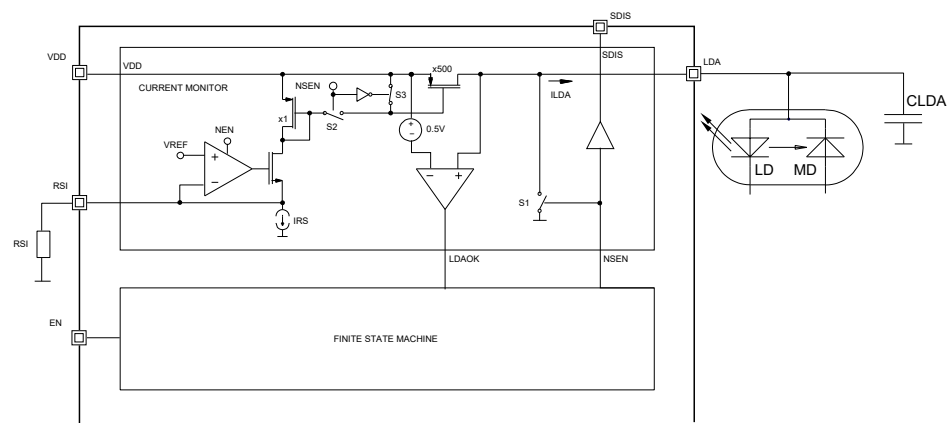 SDIS
VDD
VDD
SDIS
LDA
CURRENT MONITOR
NSEN
x500
S3
ILDA
CLDA
x1
S2
+
−
0.5V
NEN
VREF
+
−
−
+
LD
MD
RSI
S1
IRS
RSI
LDAOK
NSEN
EN
FINITE STATE MACHINE